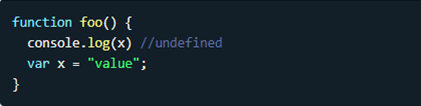 function foo() {
  console.log(x) //undefined
  var x = "value";
}